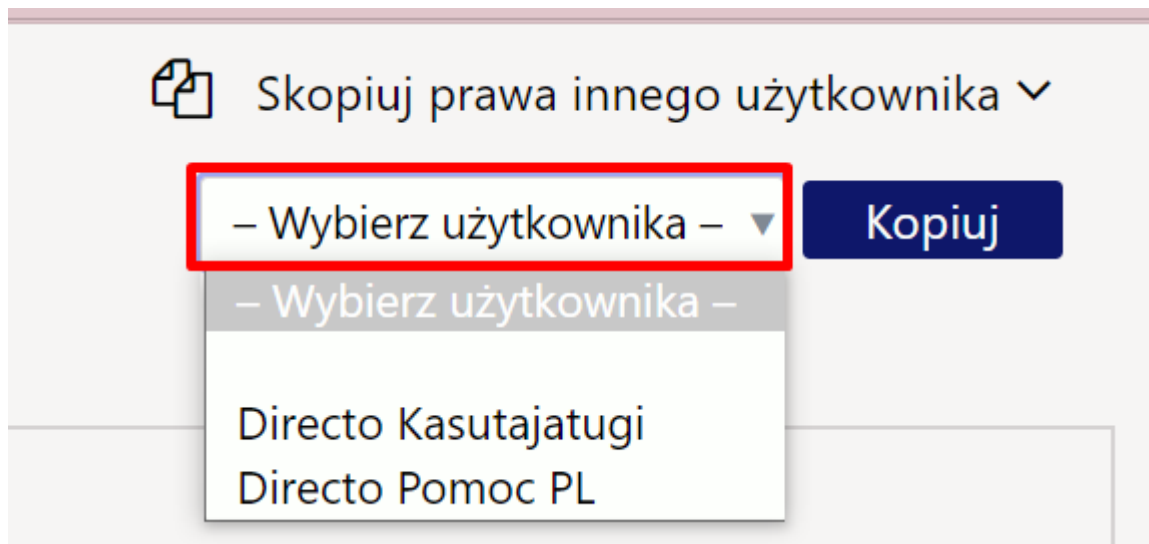 Skopiuj prawa innego użytkownika
– Wybierz użytkownika – Kopiuj
– Wybierz użytkownika –
Directo Kasutajatugi
Directo Pomoc PL